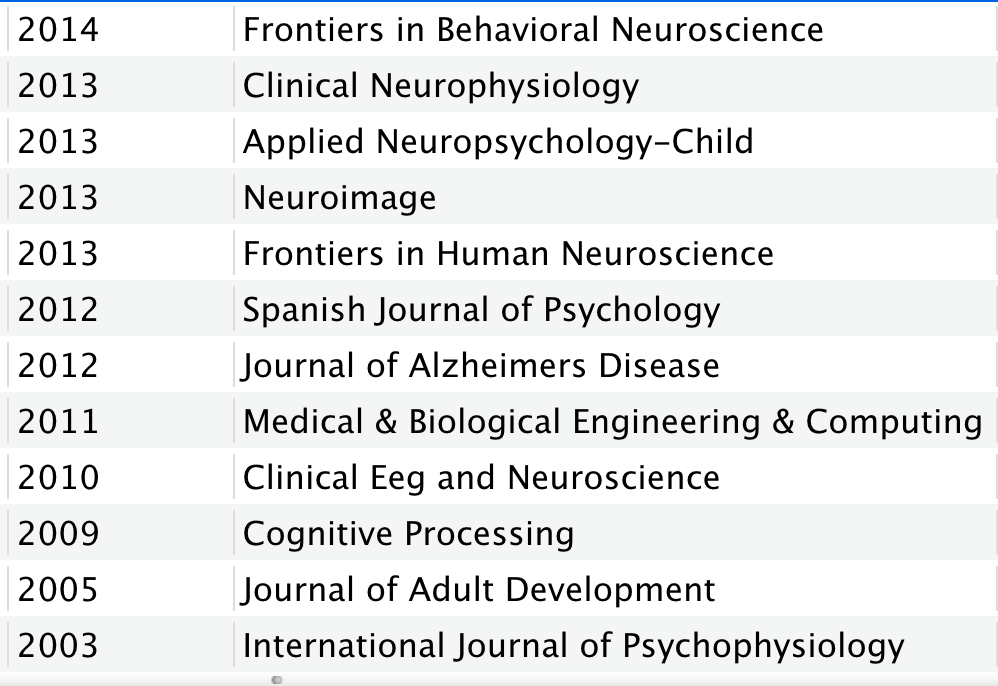 2014 Frontiers in Behavioral Neuroscience
2013 Clinical Neurophysiology
2013 Applied Neuropsychology–Child
2013 Neuroimage
2013 Frontiers in Human Neuroscience
2012 Spanish Journal of Psychology
2012 Journal of Alzheimers Disease
2011 Medical & Biological Engineering & Computing
2010 Clinical Eeg and Neuroscience
2009 Cognitive Processing
2005 Journal of Adult Development
2003 International Journal of Psychophysiology